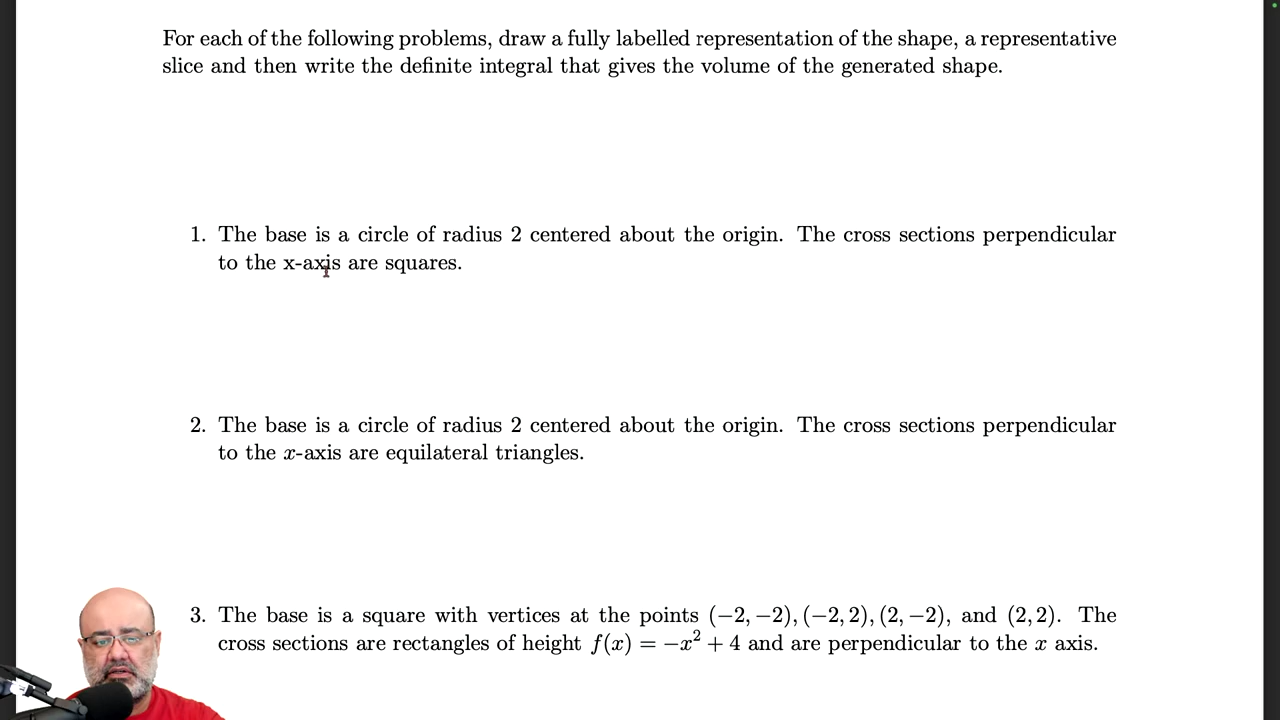 For each of the following problems, draw a fully labelled representation of the shape, a representative
slice and then write the definite integral that gives the volume of the generated shape.
1. The base is a circle of radius 2 centered about the origin. The cross sections perpendicular
to the x-axis are squares.
2. The base is a circle of radius 2 centered about the origin. The cross sections perpendicular
to the x-axis are equilateral triangles.
3. The base is a square with vertices at the points (−2, −2), (−2, 2), (2, −2), and (2, 2). The
cross sections are rectangles of height f(x) = −x² + 4 and are perpendicular to the x axis.